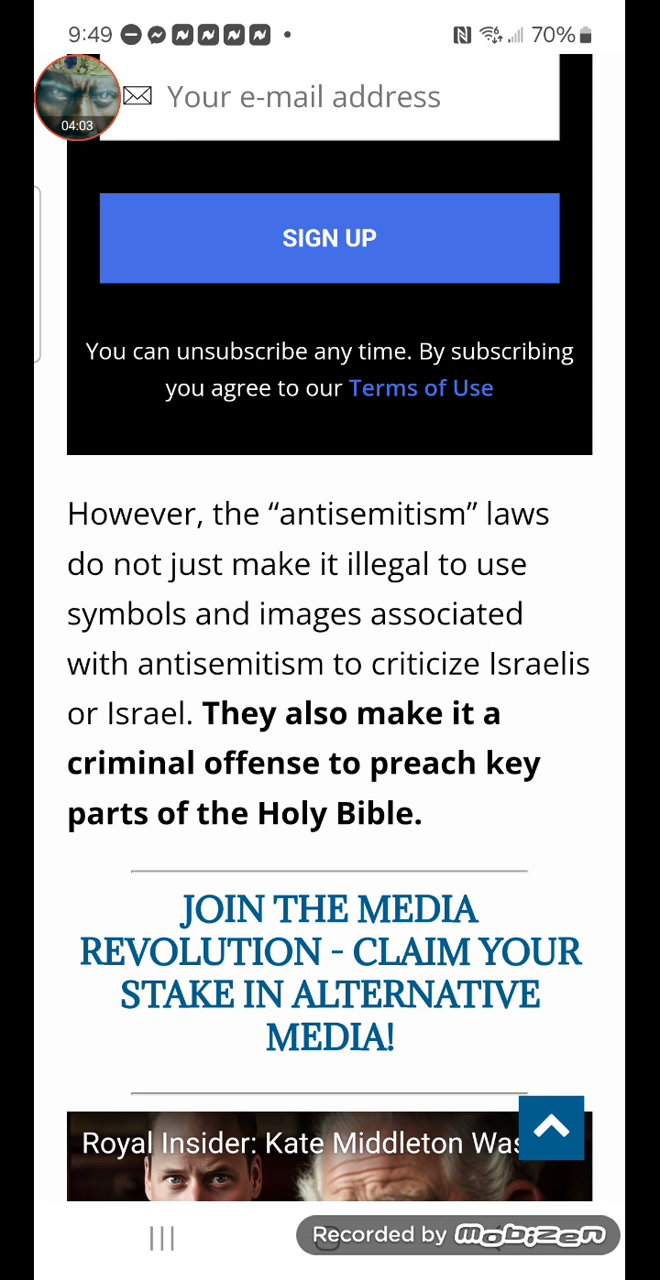 9:49
70%
04:03
Your e-mail address
SIGN UP
You can unsubscribe any time. By subscribing
you agree to our Terms of Use
However, the “antisemitism” laws
do not just make it illegal to use
symbols and images associated
with antisemitism to criticize Israelis
or Israel. They also make it a
criminal offense to preach key
parts of the Holy Bible.
JOIN THE MEDIA
REVOLUTION - CLAIM YOUR
STAKE IN ALTERNATIVE
MEDIA!
Royal Insider: Kate Middleton Was
Recorded by mobizen